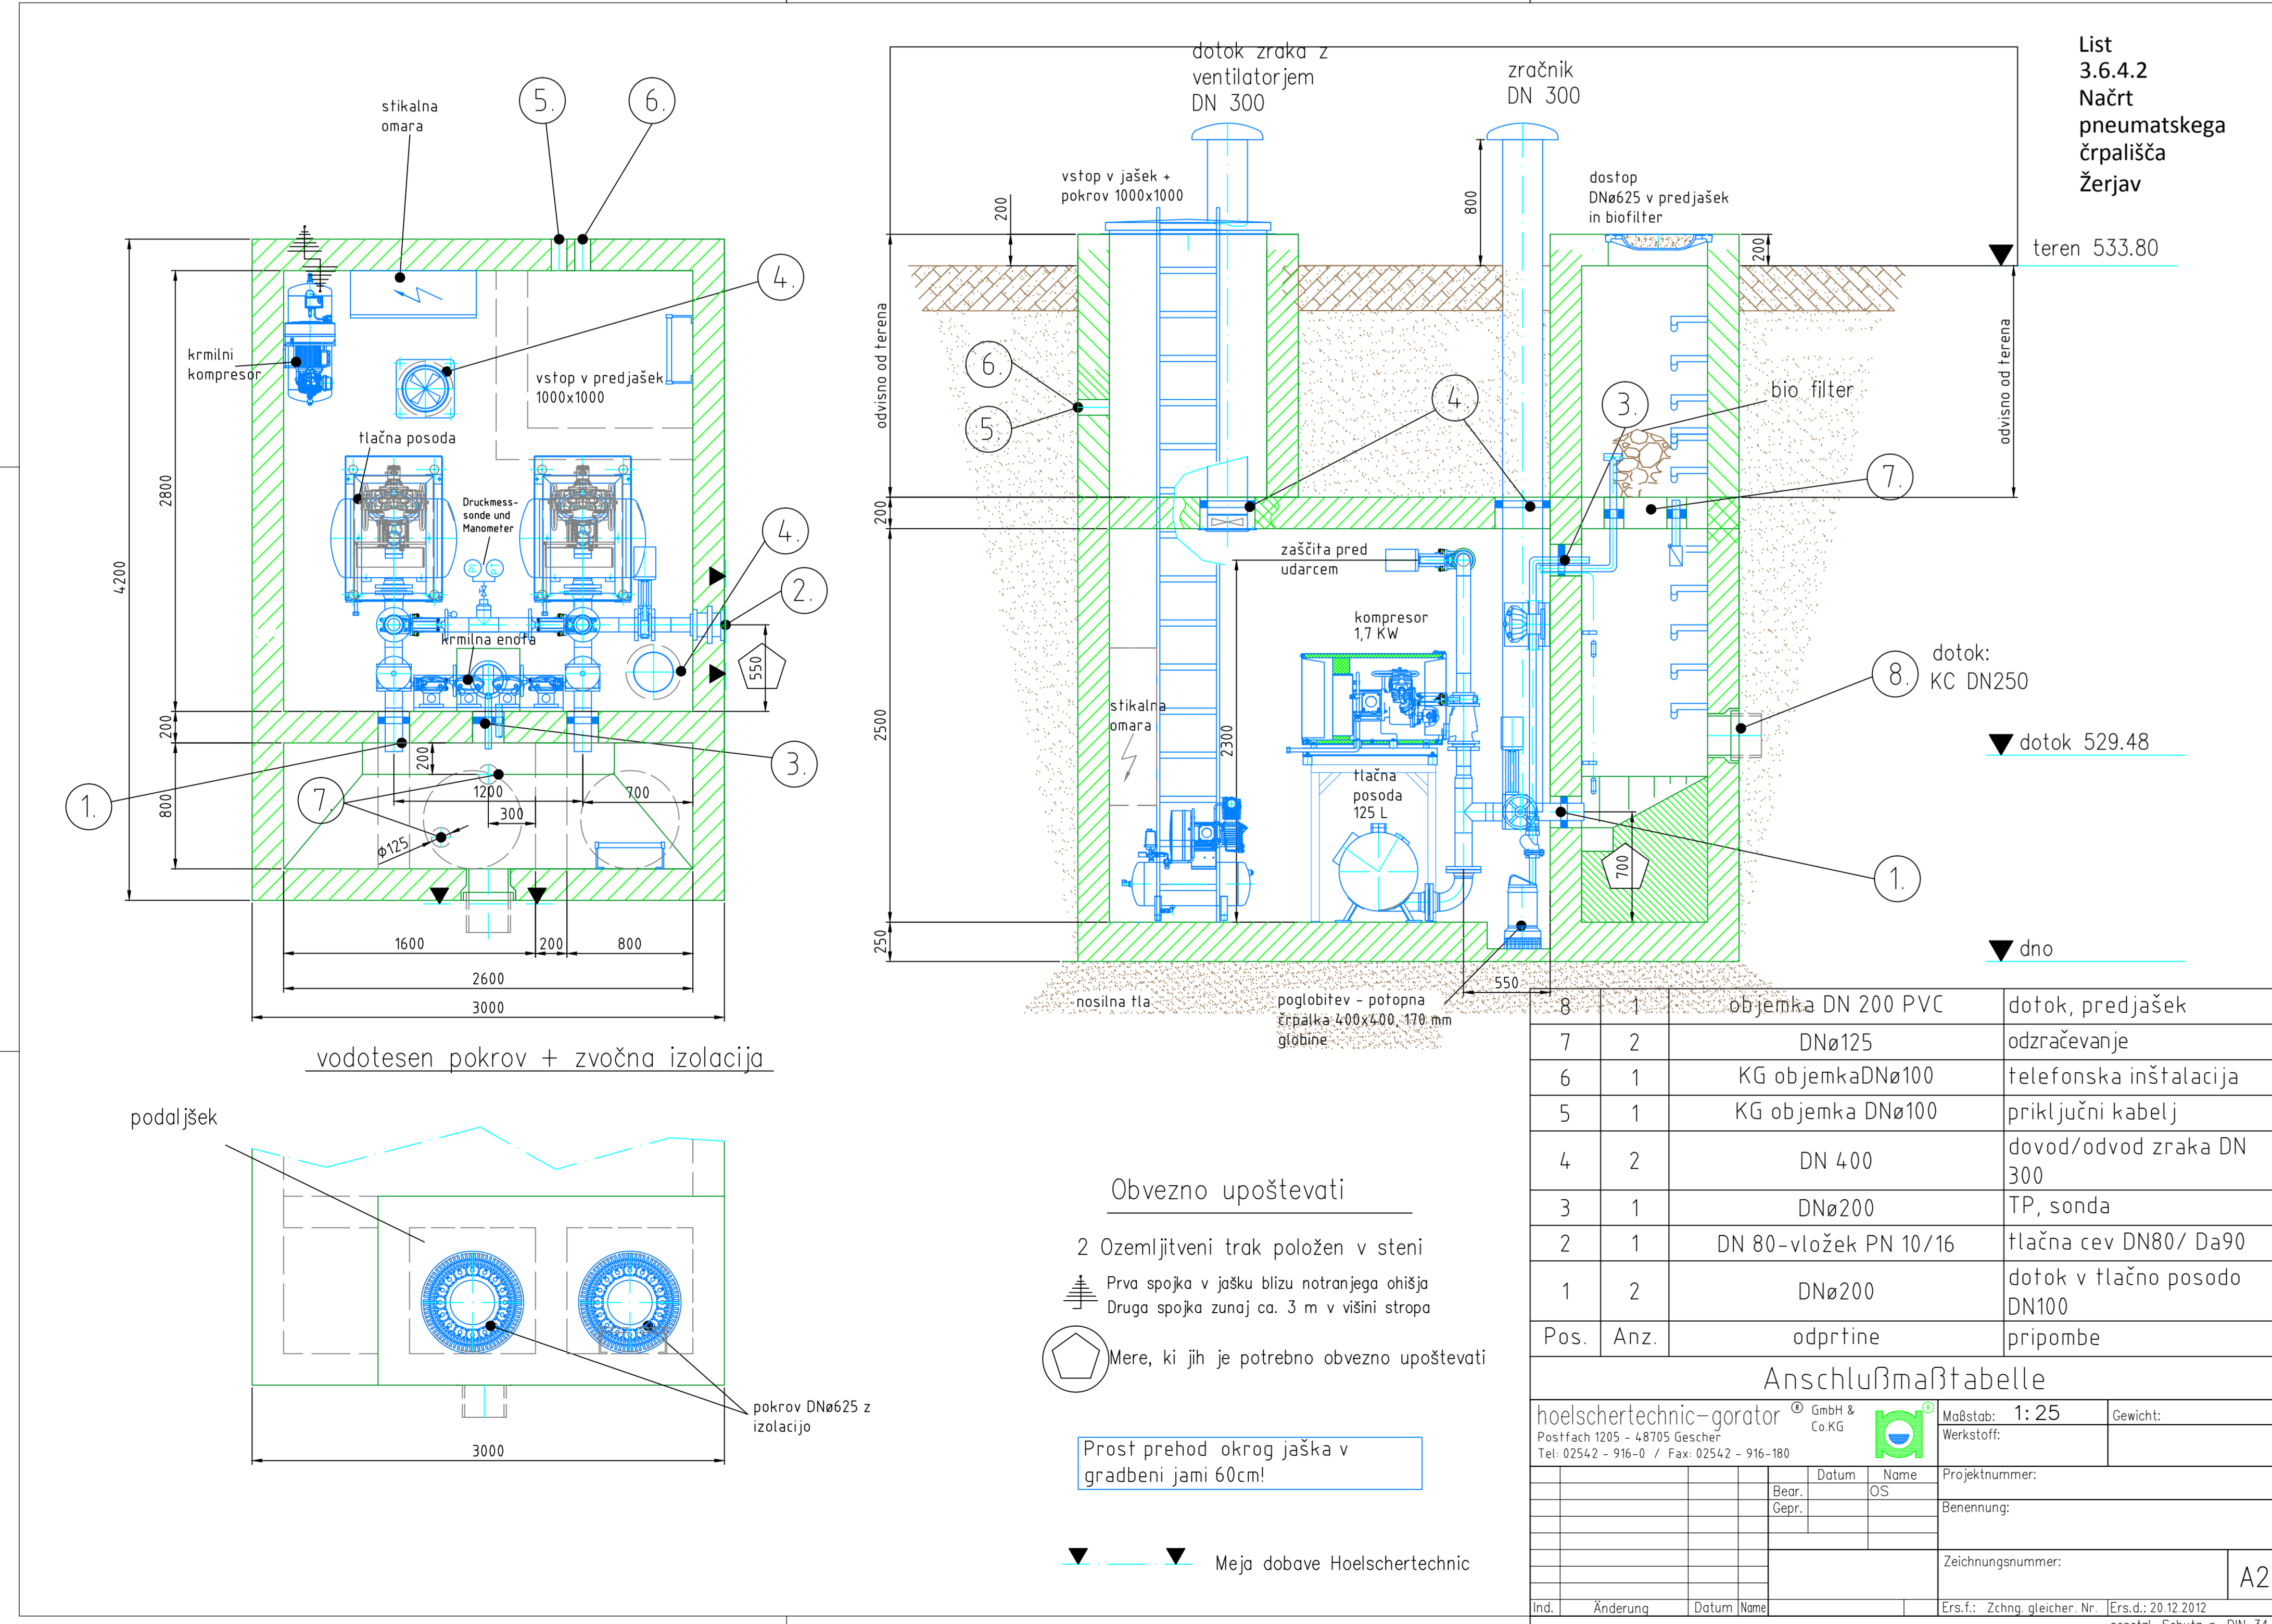 List
3.6.4.2
Načrt
pneumatskega
črpališča
Žerjav
stikalna
omara
5.
6.
4.
krmilni
kompresor
vstop v predjašek
1000x1000
tlačna posoda
Druckmess-
sonde und
Manometer
PI
PT
4.
2.
krmilna enota
550
3.
1.
7.
200
1200
700
300
ø125
4200
2800
200
800
1600
200
800
2600
3000
vodotesen pokrov + zvočna izolacija
podaljšek
pokrov DNø625 z
izolacijo
3000
dotok zraka z
ventilatorjem
DN 300
zračnik
DN 300
vstop v jašek +
pokrov 1000x1000
200
800
dostop
DNø625 v predjašek
in biofilter
200
teren 533.80
odvisno od terena
odvisno od terena
6.
5.
4.
3.
bio filter
7.
200
zaščita pred
udarcem
kompresor
1,7 KW
8.
dotok:
KC DN250
dotok 529.48
stikalna
omara
2500
2300
tlačna
posoda
125 L
700
1.
250
dno
550
nosilna tla
poglobitev - potopna
črpalka 400x400, 170 mm
globine
Obvezno upoštevati
2 Ozemljitveni trak položen v steni
Prva spojka v jašku blizu notranjega ohišja
Druga spojka zunaj ca. 3 m v višini stropa
Mere, ki jih je potrebno obvezno upoštevati
Prost prehod okrog jaška v
gradbeni jami 60cm!
Meja dobave Hoelschertechnic
8 1 objemka DN 200 PVC dotok, predjašek
7 2 DNø125 odzračevanje
6 1 KG objemkaDNø100 telefonska inštalacija
5 1 KG objemka DNø100 priključni kabelj
4 2 DN 400 dovod/odvod zraka DN
300
3 1 DNø200 TP, sonda
2 1 DN 80-vložek PN 10/16 tlačna cev DN80/ Da90
1 2 DNø200 dotok v tlačno posodo
DN100
Pos. Anz. odprtine pripombe
Anschlußmaßtabelle
hoelschertechnic-gorator ® GmbH &
Co.KG
Postfach 1205 - 48705 Gescher
Tel: 02542 - 916-0 / Fax: 02542 - 916-180
®
Maßstab: 1:25 Gewicht:
Werkstoff:
Datum Name
Bear. OS
Gepr.
Projektnummer:
Benennung:
Zeichnungsnummer:
A2
Ind. Änderung Datum Name
Ers.f.: Zchng. gleicher. Nr. Ers.d.: 20.12.2012